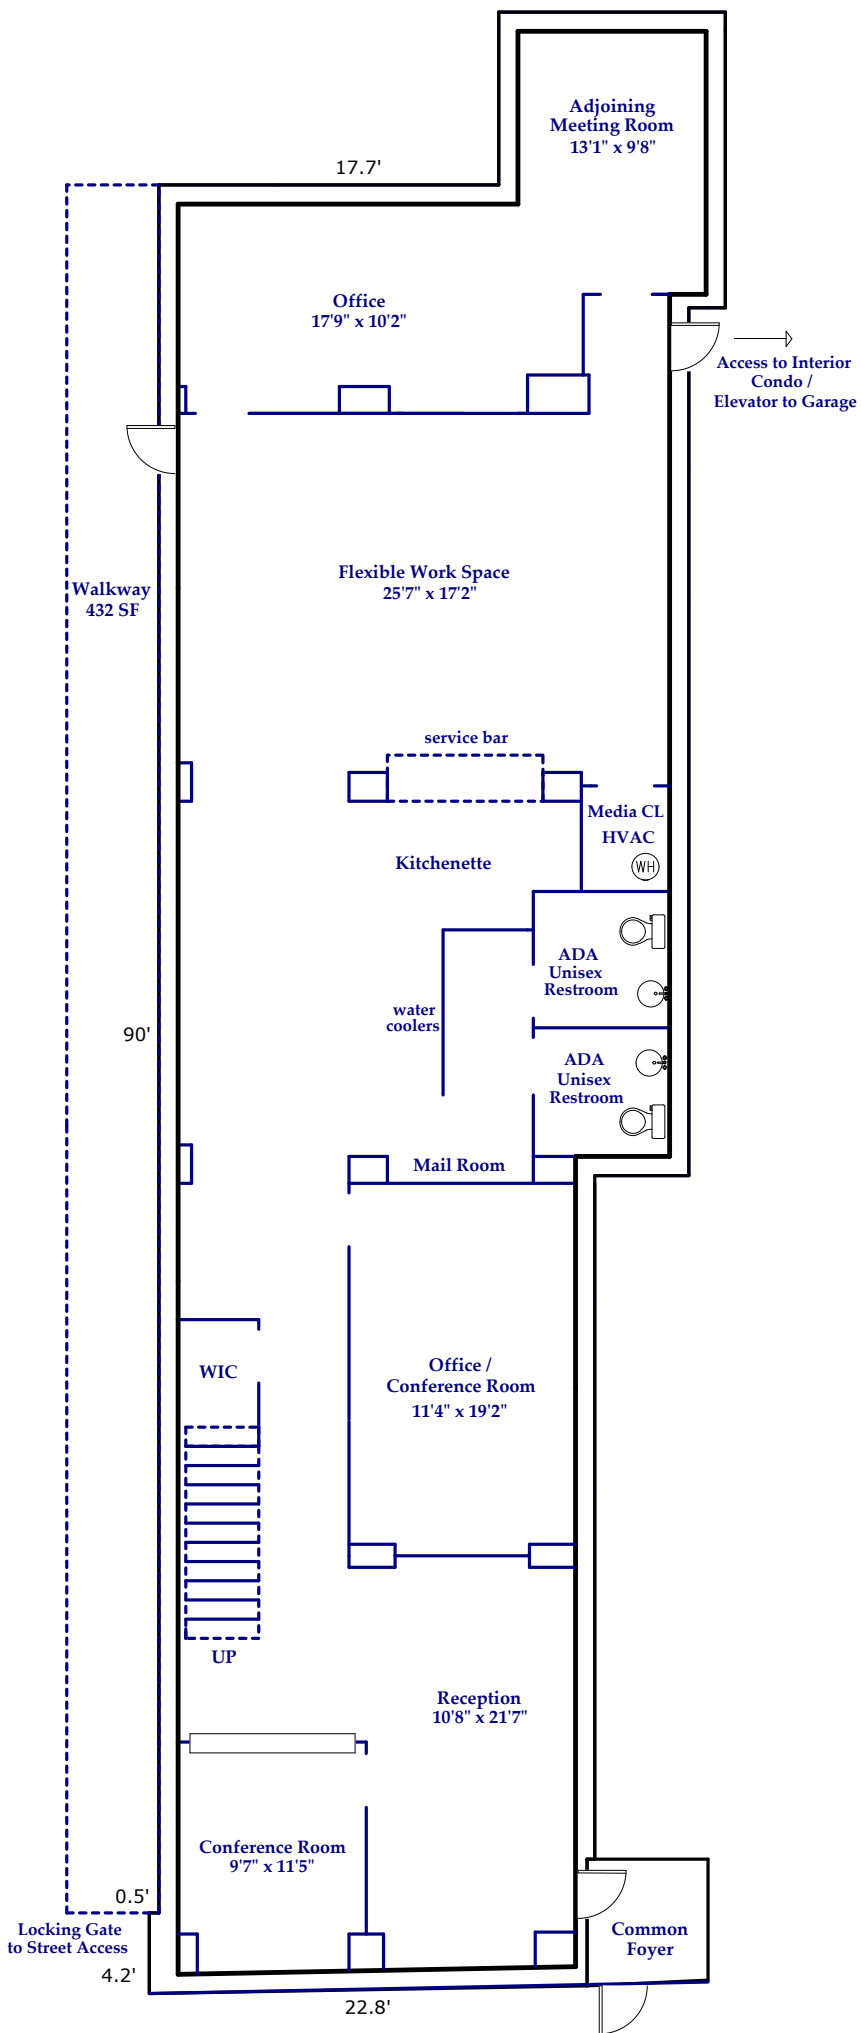 Adjoining
Meeting Room
13'1" x 9'8"
17.7'
Office
17'9" x 10'2"
Access to Interior
Condo /
Elevator to Garage
Flexible Work Space
25'7" x 17'2"
Walkway
432 SF
service bar
Media CL
HVAC
WH
Kitchenette
ADA
Unisex
Restroom
water
coolers
90'
ADA
Unisex
Restroom
Mail Room
WIC
Office /
Conference Room
11'4" x 19'2"
UP
Reception
10'8" x 21'7"
Conference Room
9'7" x 11'5"
0.5'
Locking Gate
to Street Access
Common
Foyer
4.2'
22.8'